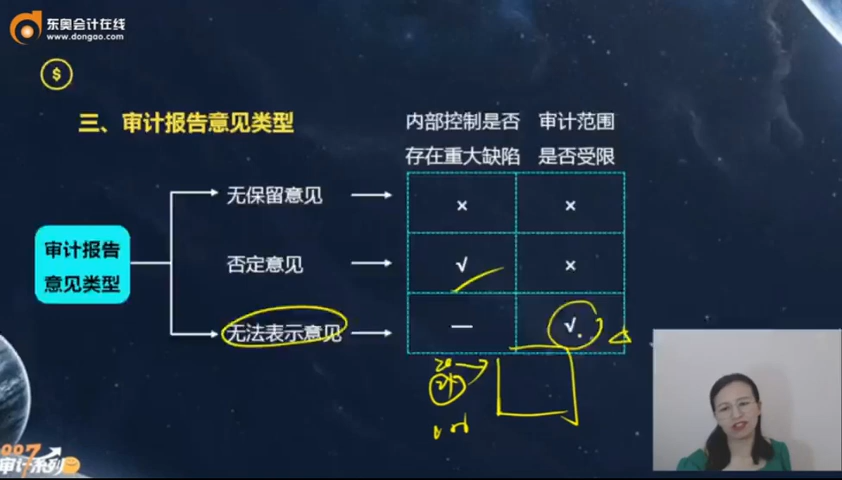 东奥会计在线
www.dongao.com
$
三、审计报告意见类型
内部控制是否
存在重大缺陷
审计范围
是否受限
审计报告
意见类型
无保留意见
×
×
否定意见
√
×
无法表示意见
—
√
审计系列